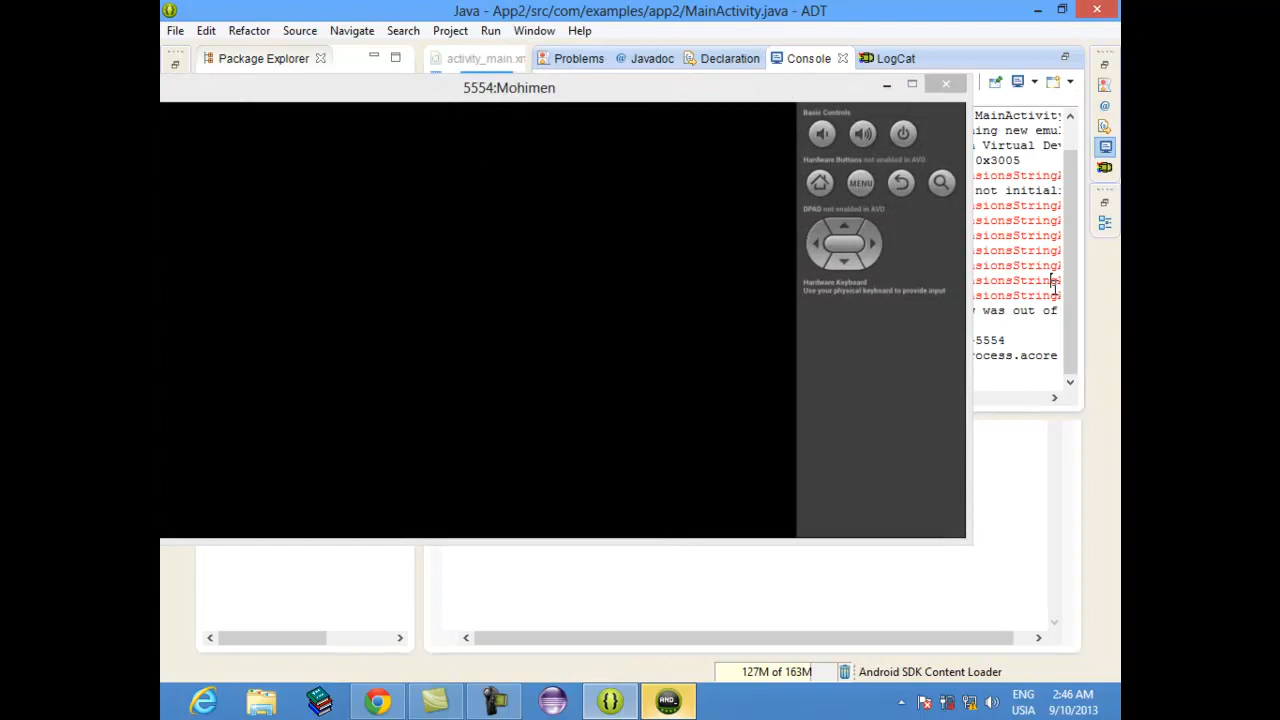 Java - App2/src/com/examples/app2/MainActivity.java - ADT
File Edit Refactor Source Navigate Search Project Run Window Help
Package Explorer
activity_main.xm
Problems
@ Javadoc
Declaration
Console
LogCat
5554:Mohimen
Basic Controls
Hardware Buttons not enabled in AVD
MENU
DPAD not enabled in AVD
Hardware Keyboard
Use your physical keyboard to provide input
MainActivity
ning new emul
Virtual Dev
0x3005
sionsString
not initial
sionsString
sionsString
sionsString
sionsString
sionsString
sionsString
sionsString
was out of
5554
rocess.acore
127M of 163M
Android SDK Content Loader
AND_
ENG
USIA
2:46 AM
9/10/2013